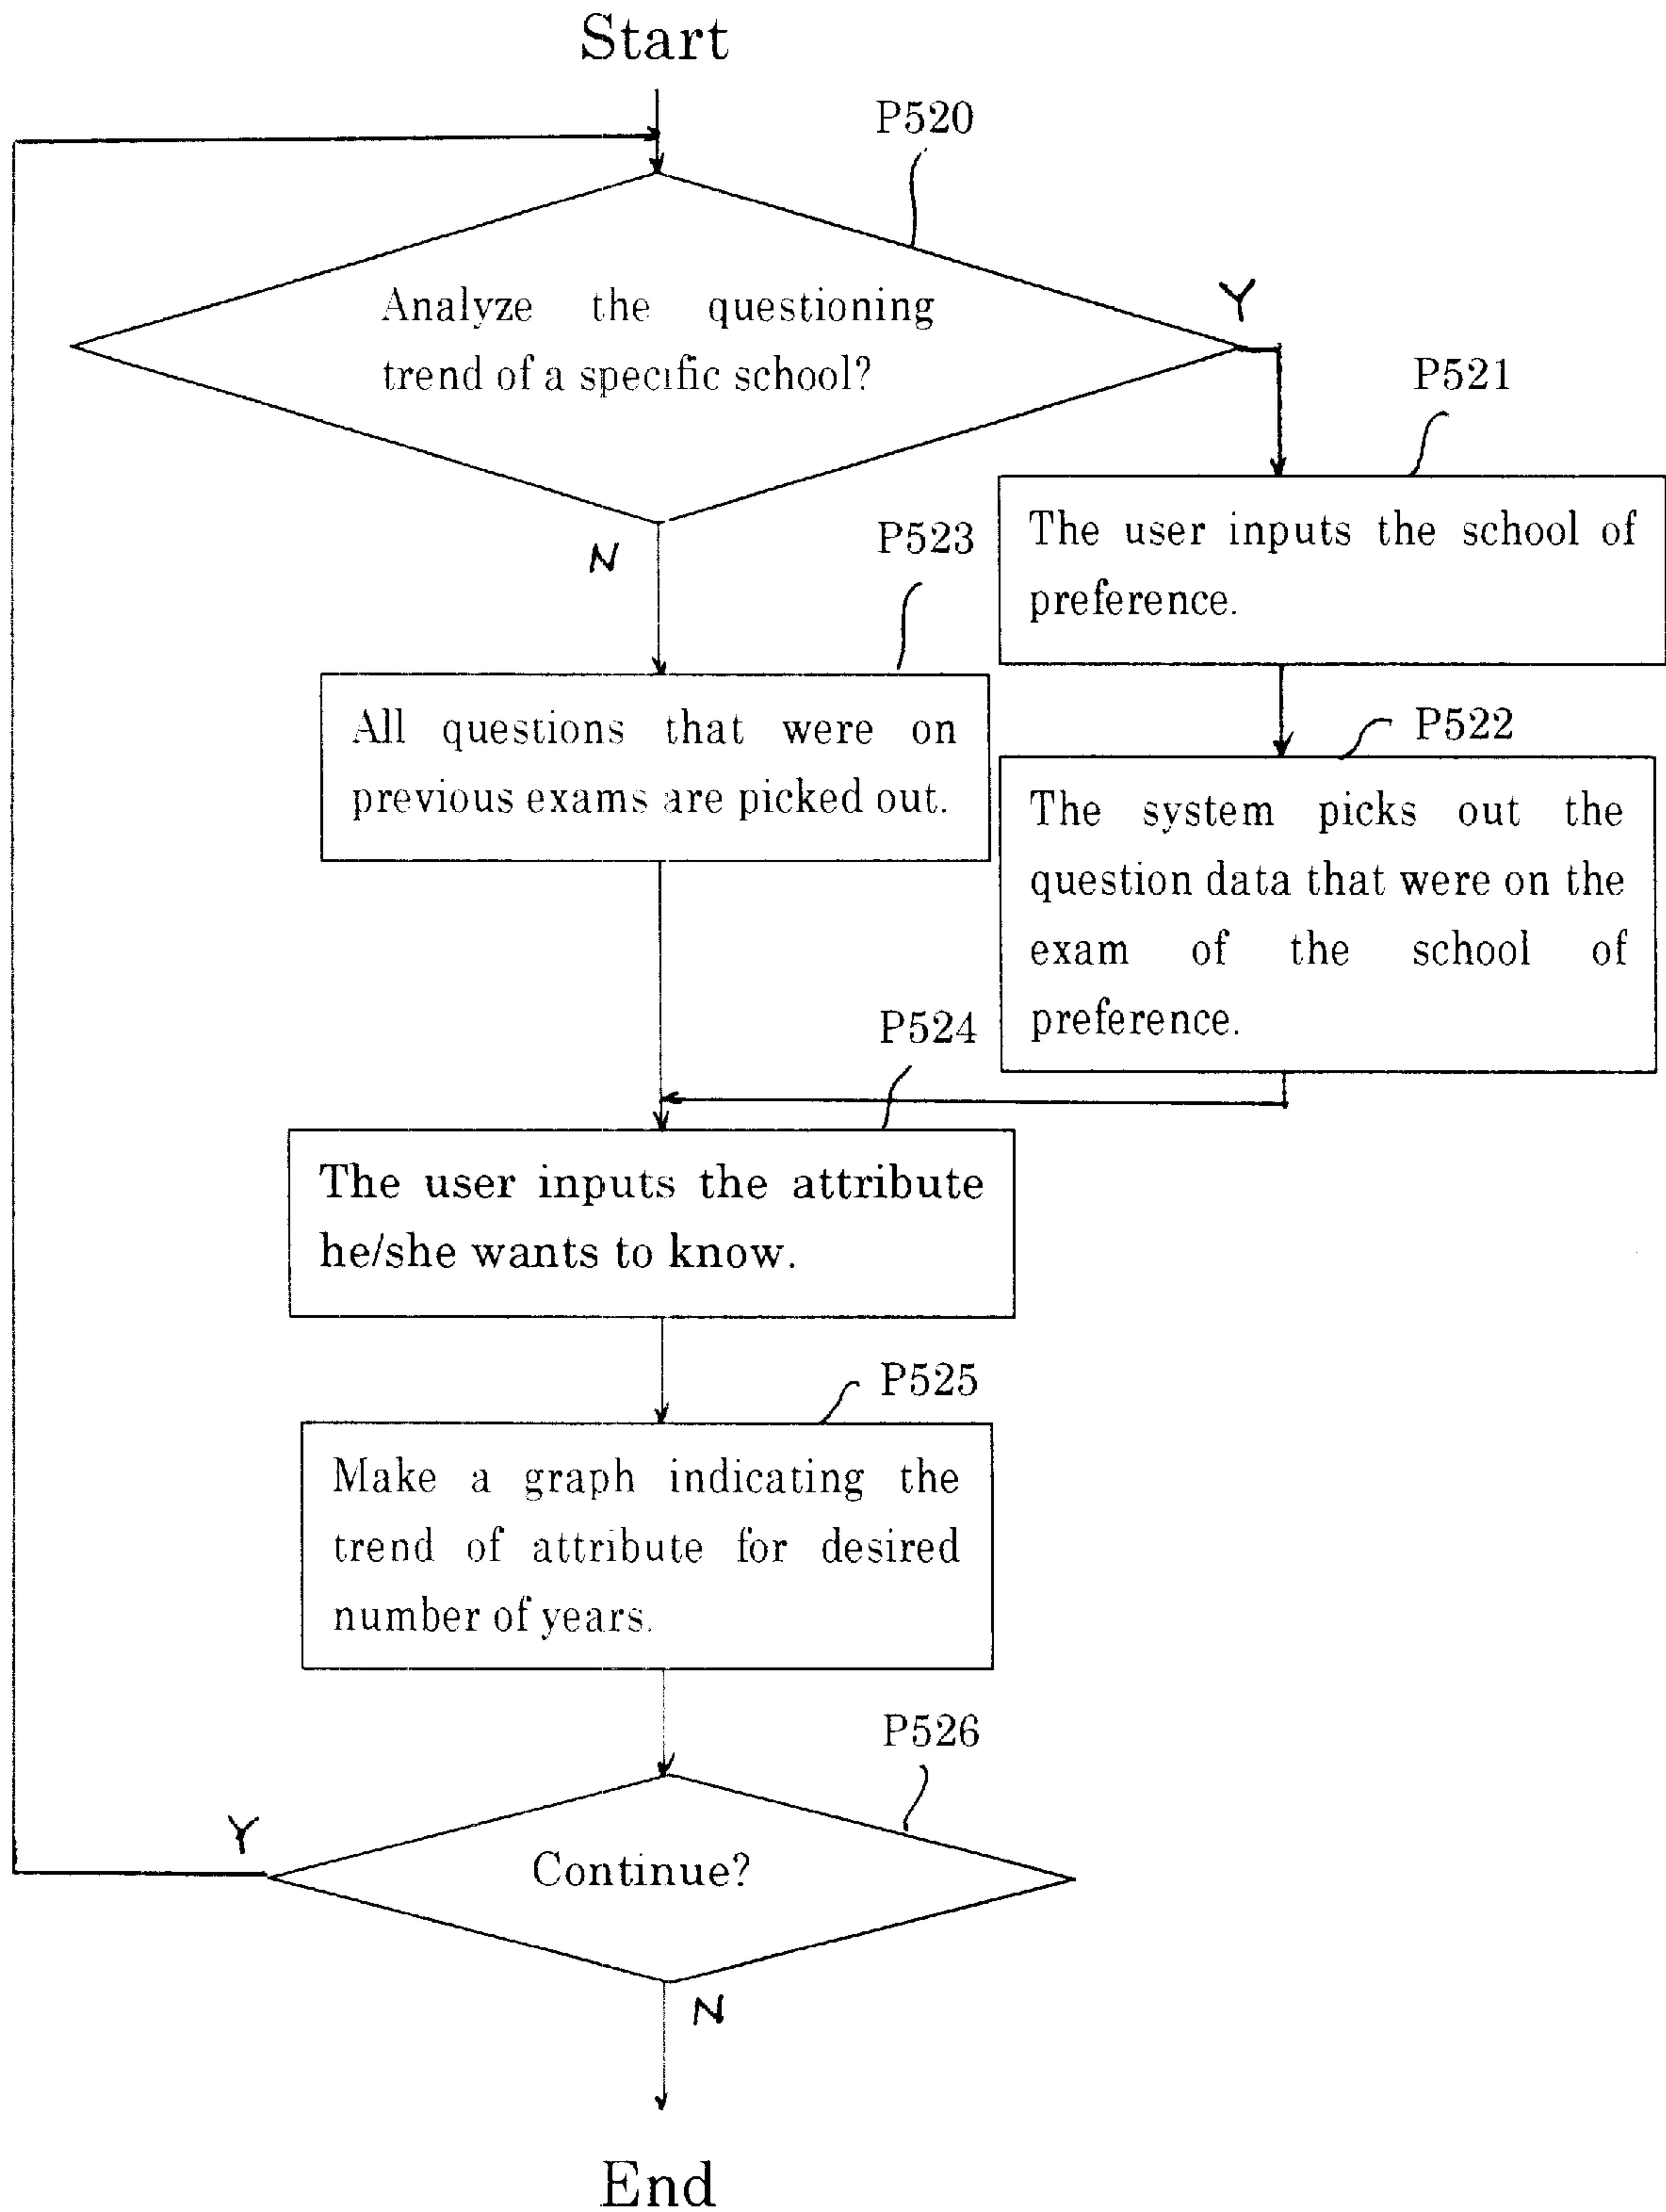 Start
P520
Analyze the questioning
trend of a specific school?
Y
P521
The user inputs the school of
preference.
N
P523
All questions that were on
previous exams are picked out.
P522
The system picks out the
question data that were on the
exam of the school of
preference.
P524
The user inputs the attribute
he/she wants to know.
P525
Make a graph indicating the
trend of attribute for desired
number of years.
P526
Y
Continue?
N
End